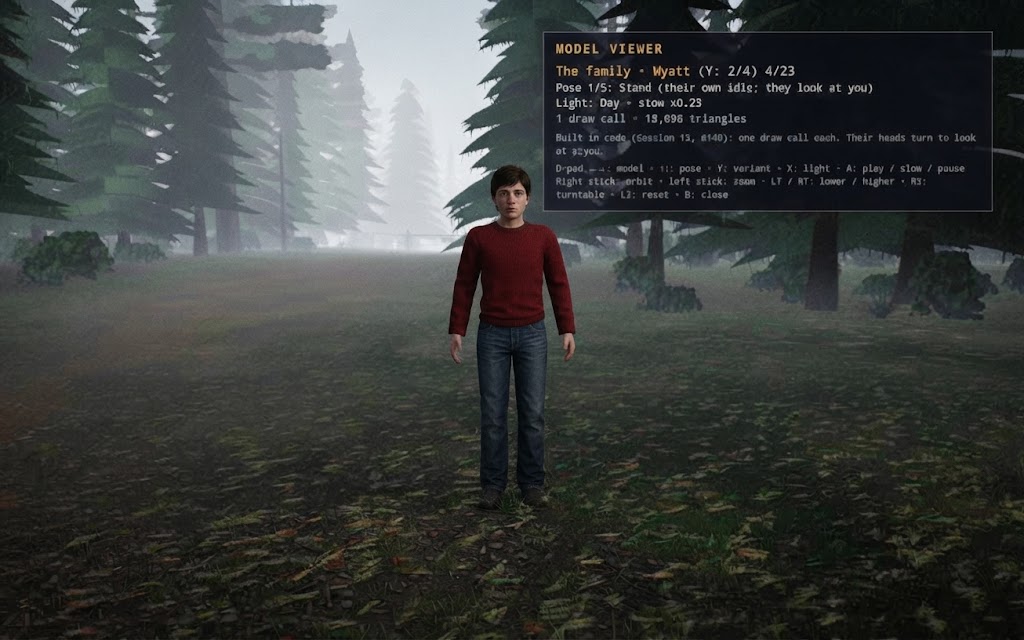 MODEL VIEWER
The family • Wyatt (Y: 2/4) 4/23
Pose 1/5: Stand (their own idle; they look at you)
Light: Day • slow x0.23
1 draw call • triangles
Built in code (Session 13, #140): one draw call each. Their heads turn to look
at you.
D-pad model • pose • Y: variant • X: light • A: play / slow / pause
Right stick: orbit • left stick: zoom • LT / RT: lower / higher • R3:
turntable • L3: reset • B: close